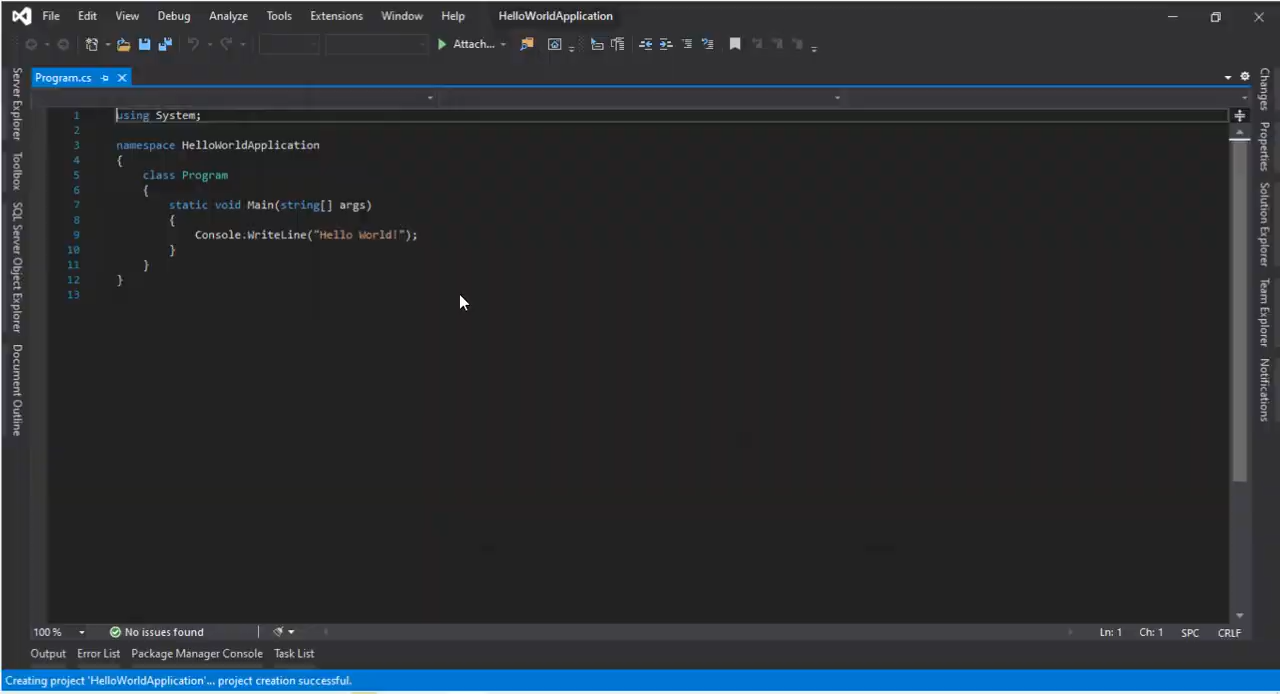 File Edit View Debug Analyze Tools Extensions Window Help HelloWorldApplication
Attach...
Program.cs
Server Explorer
Toolbox
SQL Server Object Explorer
Document Outline
1 using System;
2
3 namespace HelloWorldApplication
4 {
5 class Program
6 {
7 static void Main(string[] args)
8 {
9 Console.WriteLine("Hello World!");
10 }
11 }
12 }
13
Changes
Properties
Solution Explorer
Team Explorer
Notifications
100 % No issues found Ln: 1 Ch: 1 SPC CRLF
Output Error List Package Manager Console Task List
Creating project 'HelloWorldApplication'... project creation successful.